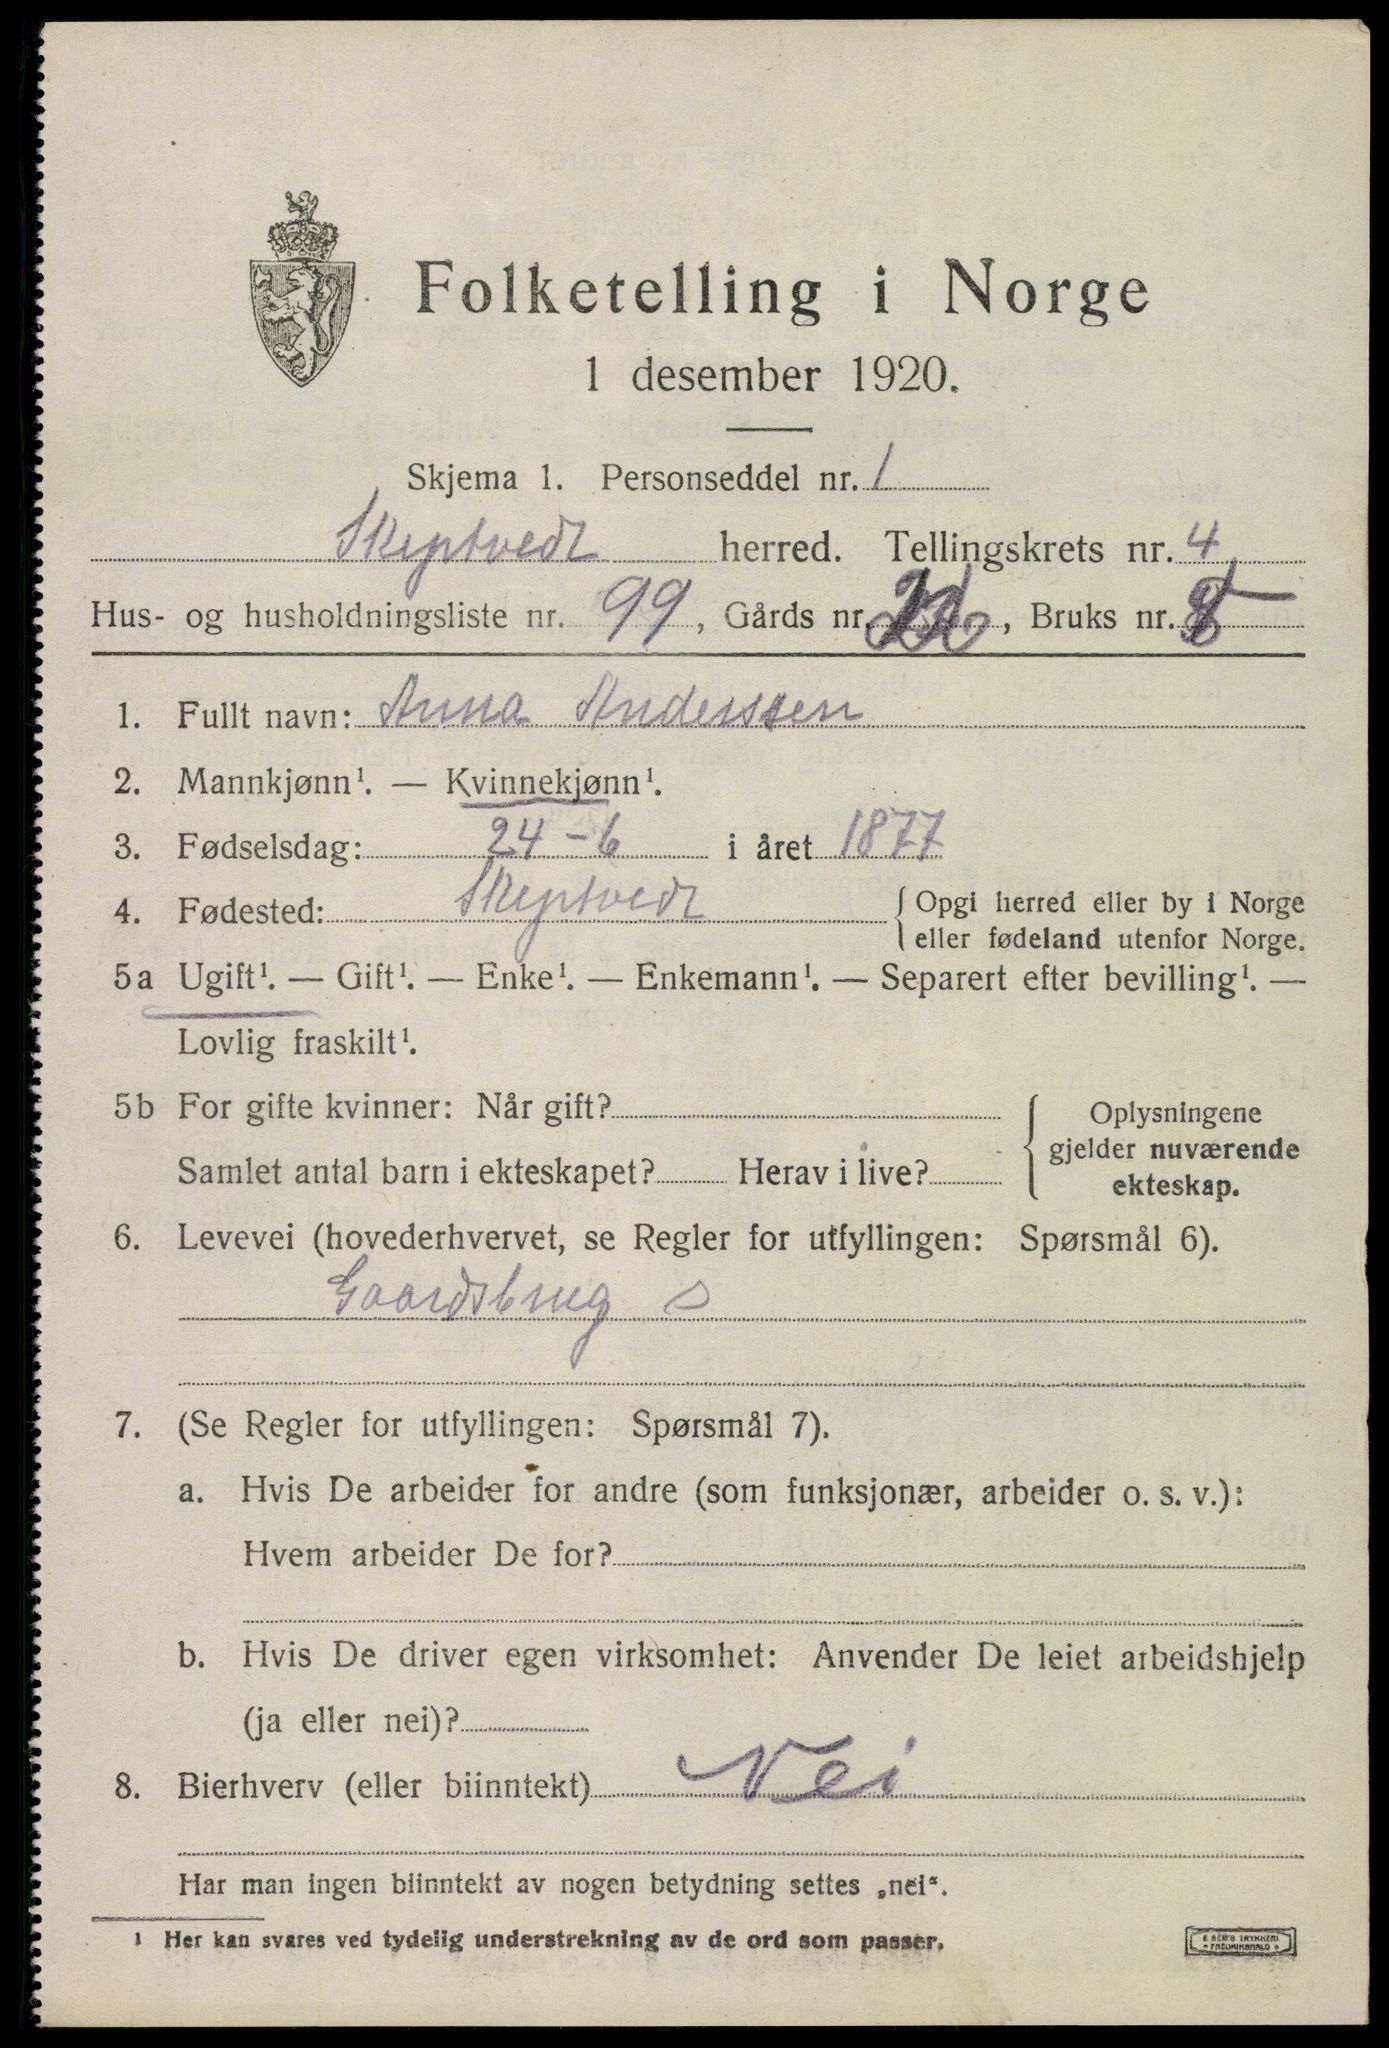 Folketelling i Norge
1 desember 1920.
Skjema 1. Personseddel nr. 1
Skeptvedt herred. Tellingskrets nr. 4
Hus- og husholdningsliste nr. 99, Gårds nr. , Bruks nr.
1. Fullt navn: Anna Anderssen
2. Mannkjønn¹. — Kvinnekjønn¹.
3. Fødselsdag: 24-6 i året 1877
4. Fødested: Skeptvedt { Opgi herred eller by i Norge
eller fødeland utenfor Norge.
5a Ugift¹. — Gift¹. — Enke¹. — Enkemann¹. — Separert efter bevilling¹. —
Lovlig fraskilt¹.
5b For gifte kvinner: Når gift?
Samlet antal barn i ekteskapet? Herav i live?
{ Oplysningene
gjelder nuværende
ekteskap.
6. Levevei (hovederhvervet, se Regler for utfyllingen: Spørsmål 6).
Gaardsbrug s
7. (Se Regler for utfyllingen: Spørsmål 7).
a. Hvis De arbeider for andre (som funksjonær, arbeider o. s. v.):
Hvem arbeider De for?
b. Hvis De driver egen virksomhet: Anvender De leiet arbeidshjelp
(ja eller nei)?
8. Bierhverv (eller biinntekt) Nei
Har man ingen biinntekt av nogen betydning settes „nei“.
¹ Her kan svares ved tydelig understrekning av de ord som passer.
E SEM'S TRYKKERI
FREDRIKSHALD